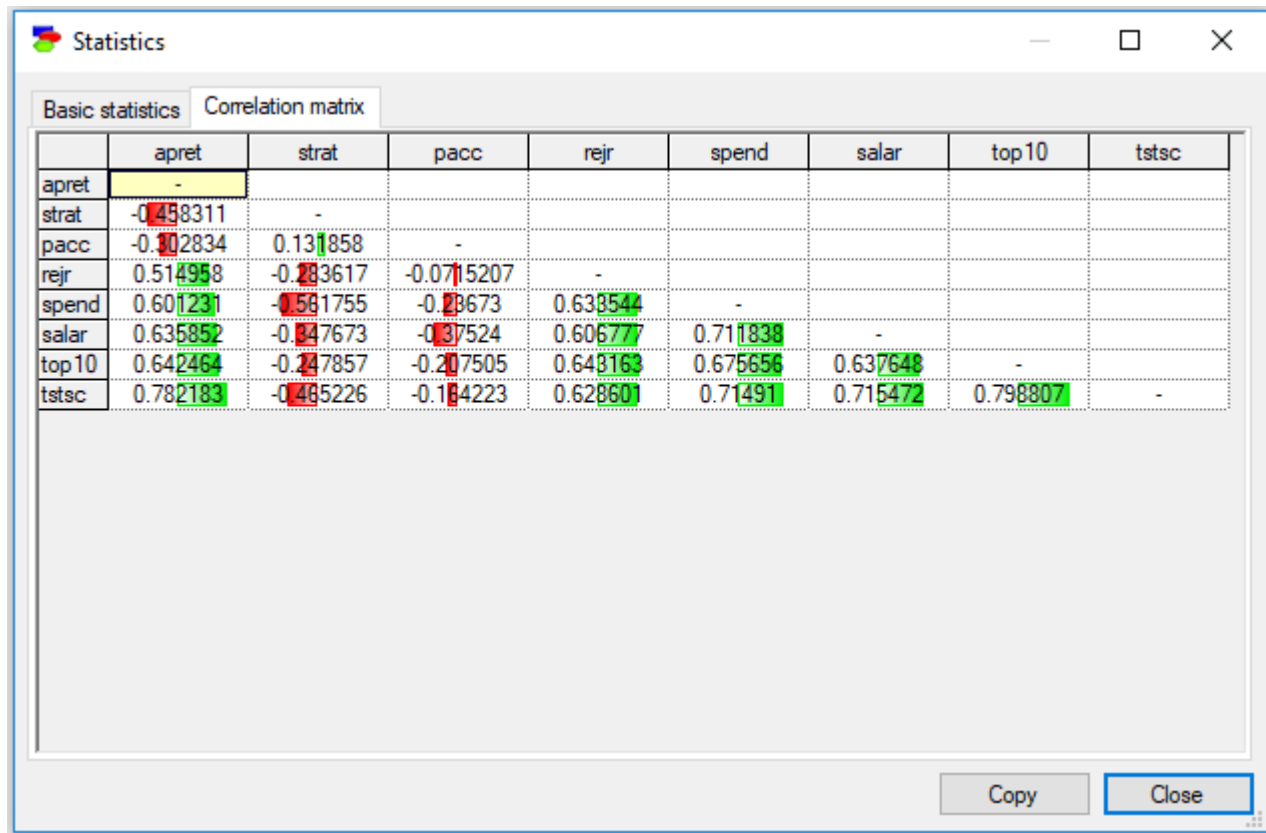 Statistics
Basic statistics Correlation matrix
apret strat pacc rejr spend salar top10 tstsc
apret -
strat -0.458311 -
pacc -0.302834 0.131858 -
rejr 0.514958 -0.283617 -0.0715207 -
spend 0.601231 -0.561755 -0.23673 0.633544 -
salar 0.635852 -0.347673 -0.37524 0.606777 0.711838 -
top10 0.642464 -0.247857 -0.207505 0.643163 0.675656 0.637648 -
tstsc 0.782183 -0.465226 -0.164223 0.628601 0.71491 0.715472 0.798807 -
Copy Close